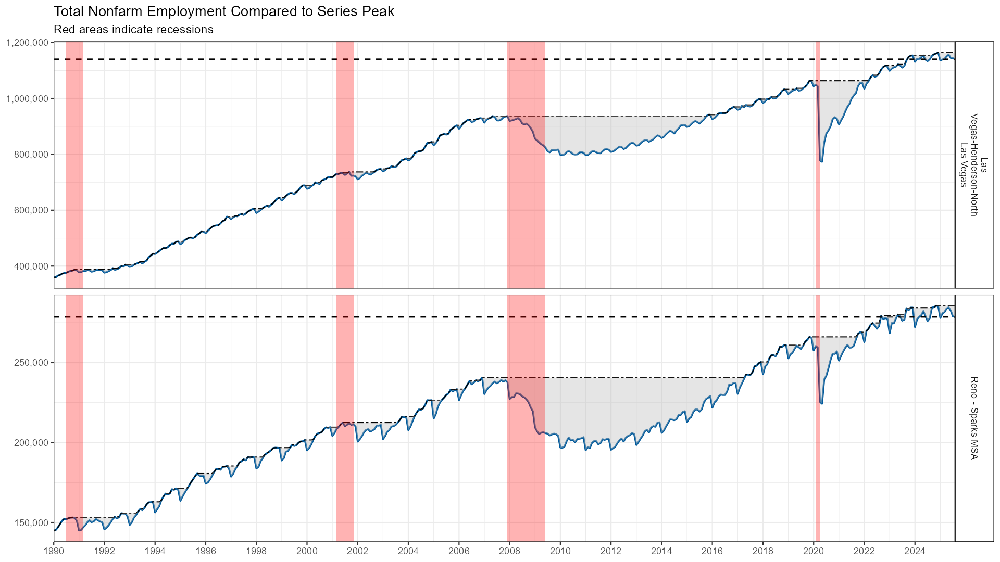 Total Nonfarm Employment Compared to Series Peak
Red areas indicate recessions
1,200,000
1,000,000
800,000
600,000
400,000
Las
Vegas-Henderson-North
Las Vegas
250,000
200,000
150,000
Reno - Sparks MSA
1990 1992 1994 1996 1998 2000 2002 2004 2006 2008 2010 2012 2014 2016 2018 2020 2022 2024